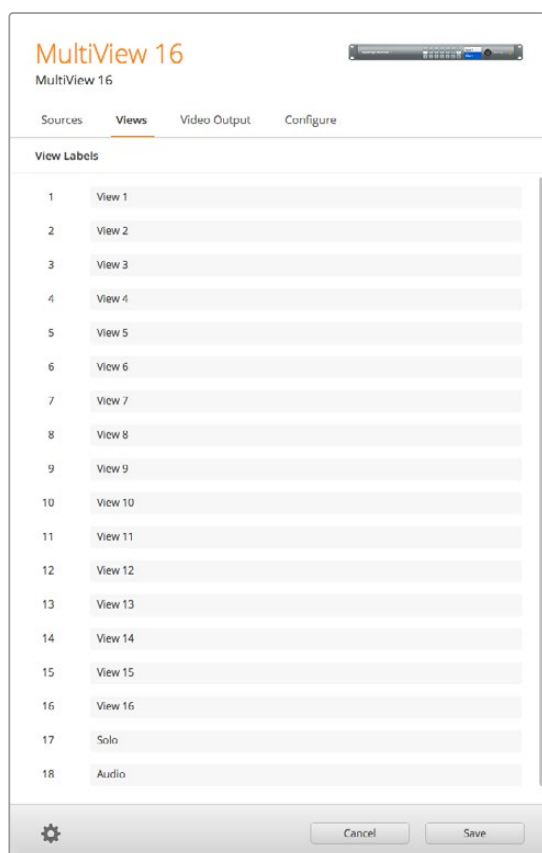 MultiView 16
MultiView 16
Sources Views Video Output Configure
View Labels
1 View 1
2 View 2
3 View 3
4 View 4
5 View 5
6 View 6
7 View 7
8 View 8
9 View 9
10 View 10
11 View 11
12 View 12
13 View 13
14 View 14
15 View 15
16 View 16
17 Solo
18 Audio
Cancel Save